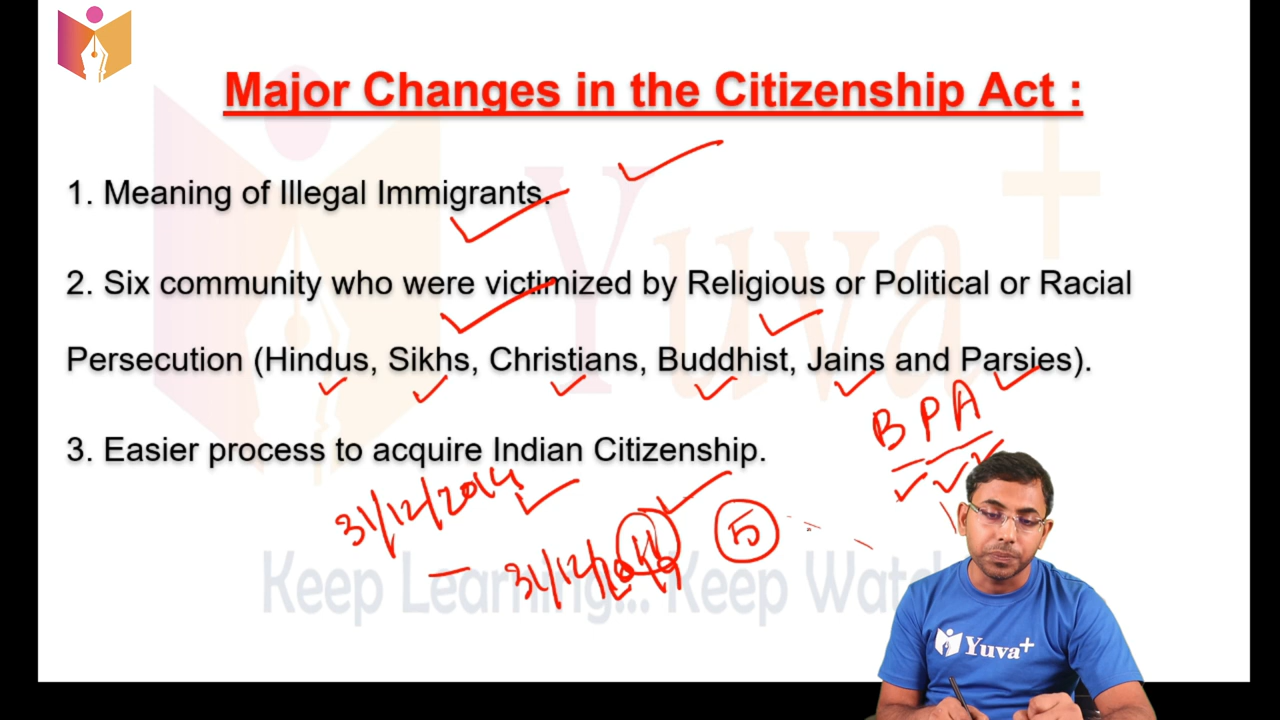 Major Changes in the Citizenship Act :
1. Meaning of Illegal Immigrants.
2. Six community who were victimized by Religious or Political or Racial
Persecution (Hindus, Sikhs, Christians, Buddhist, Jains and Parsies).
B P A
3. Easier process to acquire Indian Citizenship.
31/12/2014
5
31/12/
Keep Learning... Keep
Yuva+
Yuva+